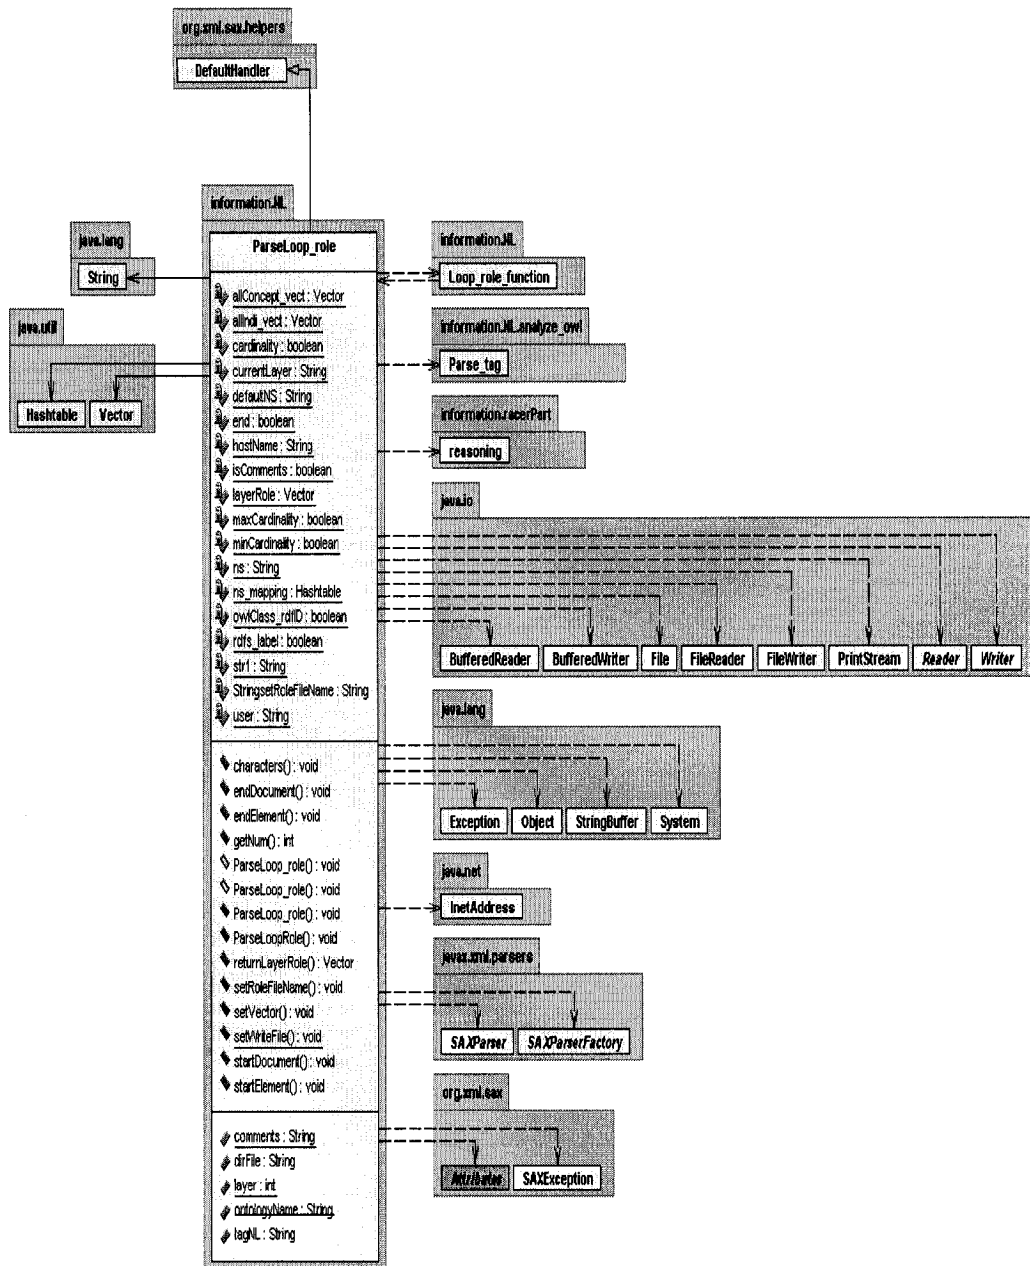 org.xml.sax.helpers
DefaultHandler
information.NL
ParseLoop_role
java.lang
String
java.util
Hashtable
Vector
allConcept_vect : Vector
allIndi_vect : Vector
cardinality : boolean
currentLayer : String
defaultNS : String
end : boolean
hostName : String
isComments : boolean
layerRole : Vector
maxCardinality : boolean
minCardinality : boolean
ns : String
ns_mapping : Hashtable
owlClass_rdfID : boolean
rdfs_label : boolean
str1 : String
StringsetRoleFileName : String
user : String
characters() : void
endDocument() : void
endElement() : void
getNum() : int
ParseLoop_role() : void
ParseLoop_role() : void
ParseLoop_role() : void
ParseLoopRole() : void
returnLayerRole() : Vector
setRoleFileName() : void
setVector() : void
setWriteFile() : void
startDocument() : void
startElement() : void
comments : String
dirFile : String
layer : int
ontologyName : String
tagNL : String
information.NL
Loop_role_function
information.NL.analyze_owl
Parse_tag
information.racerPart
reasoning
java.io
BufferedReader
BufferedWriter
File
FileReader
FileWriter
PrintStream
Reader
Writer
java.lang
Exception
Object
StringBuffer
System
java.net
InetAddress
javax.xml.parsers
SAXParser
SAXParserFactory
org.xml.sax
Attributes
SAXException